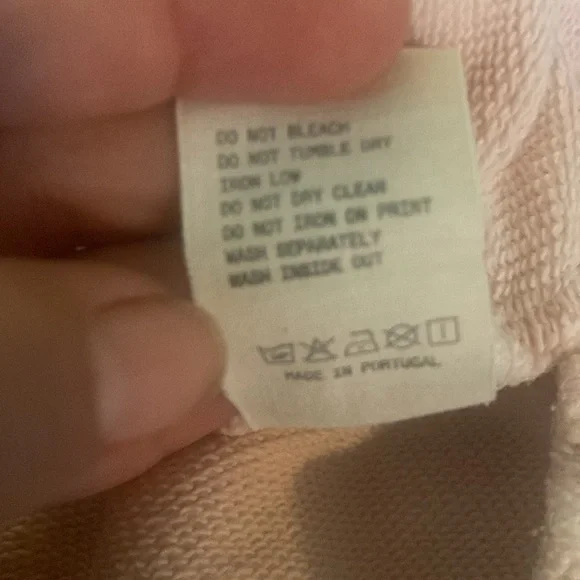 DO NOT BLEACH
DO NOT TUMBLE DRY
IRON LOW
DO NOT DRY CLEAN
DO NOT IRON ON PRINT
WASH SEPARATELY
WASH INSIDE OUT
MADE IN PORTUGAL